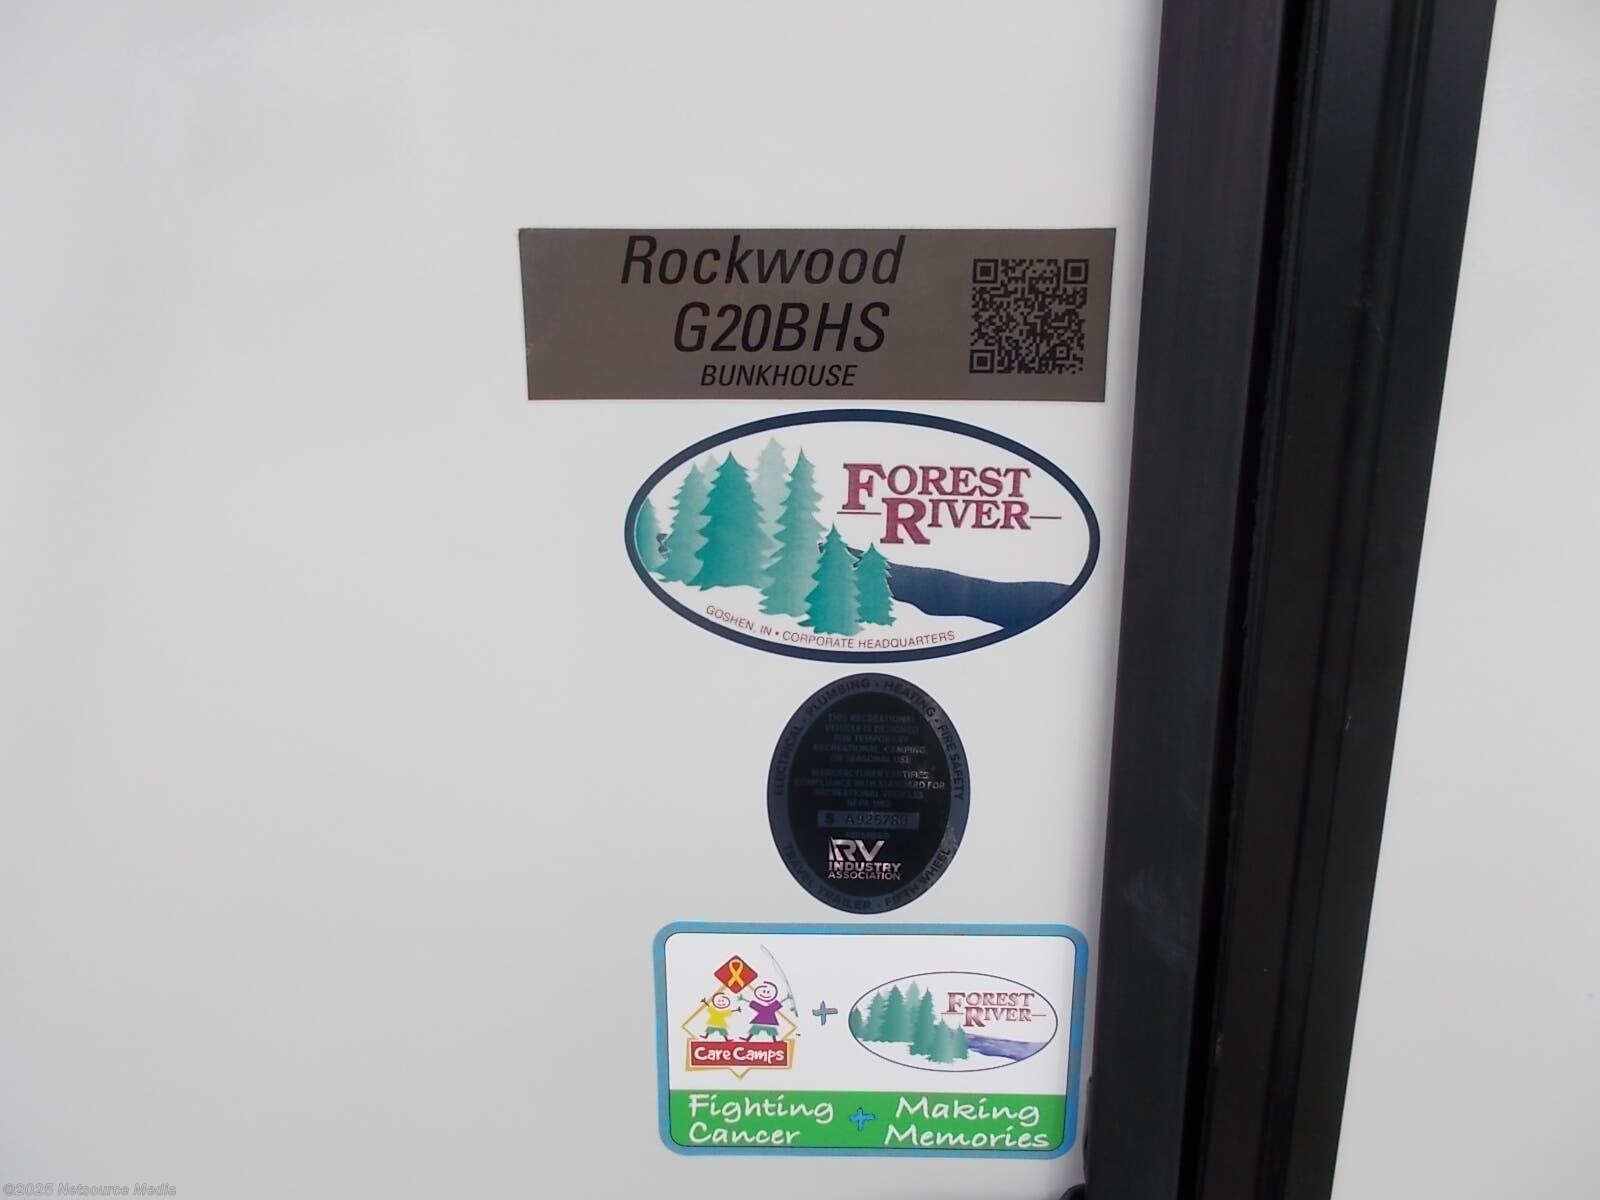 Rockwood
G20BHS
BUNKHOUSE
FOREST
RIVER
GOSHEN, IN • CORPORATE HEADQUARTERS
ELECTRICAL • PLUMBING • HEATING • FIRE SAFETY
THIS RECREATIONAL
VEHICLE IS DESIGNED
FOR TEMPORARY
RECREATIONAL, CAMPING,
OR SEASONAL USE
MANUFACTURER CERTIFIES
COMPLIANCE WITH STANDARD FOR
RECREATIONAL VEHICLES
NFPA 1192
S
MEMBER
RV
INDUSTRY
ASSOCIATION
TRAVEL TRAILER • FIFTH WHEEL
Care Camps
+
FOREST
RIVER
Fighting + Making
Cancer Memories
©2025 Netsource Media